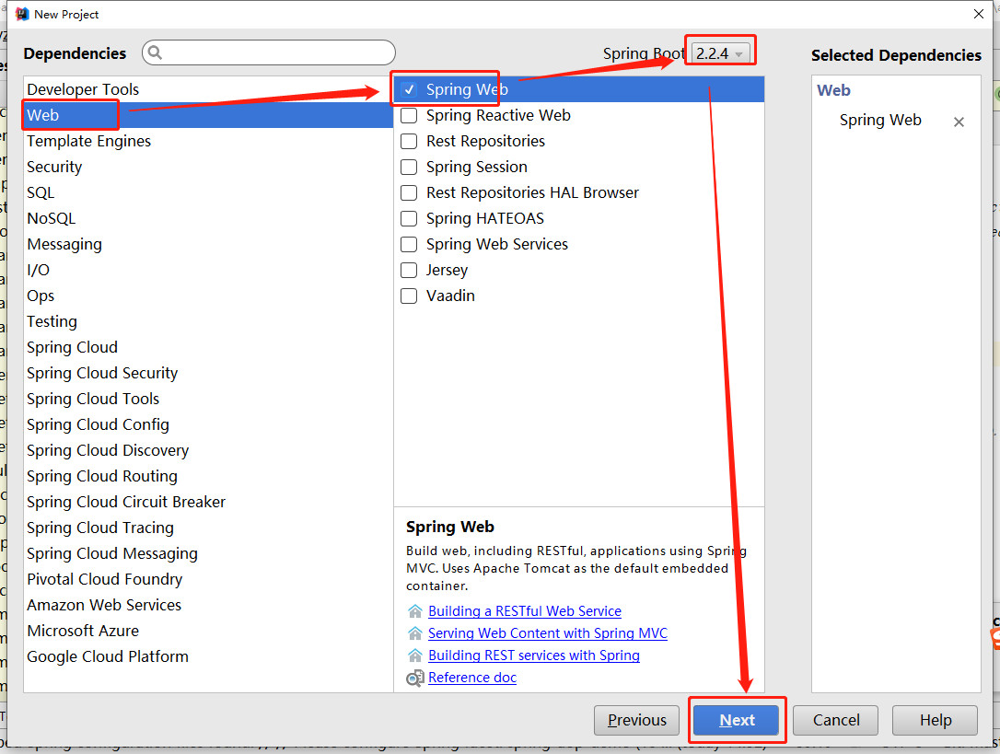 New Project
Dependencies
Spring Boot 2.2.4
Selected Dependencies
Developer Tools
Web
Template Engines
Security
SQL
NoSQL
Messaging
I/O
Ops
Testing
Spring Cloud
Spring Cloud Security
Spring Cloud Tools
Spring Cloud Config
Spring Cloud Discovery
Spring Cloud Routing
Spring Cloud Circuit Breaker
Spring Cloud Tracing
Spring Cloud Messaging
Pivotal Cloud Foundry
Amazon Web Services
Microsoft Azure
Google Cloud Platform
Spring Web
Spring Reactive Web
Rest Repositories
Spring Session
Rest Repositories HAL Browser
Spring HATEOAS
Spring Web Services
Jersey
Vaadin
Spring Web
Build web, including RESTful, applications using Spring
MVC. Uses Apache Tomcat as the default embedded
container.
Building a RESTful Web Service
Serving Web Content with Spring MVC
Building REST services with Spring
Reference doc
Web
Spring Web
Previous
Next
Cancel
Help